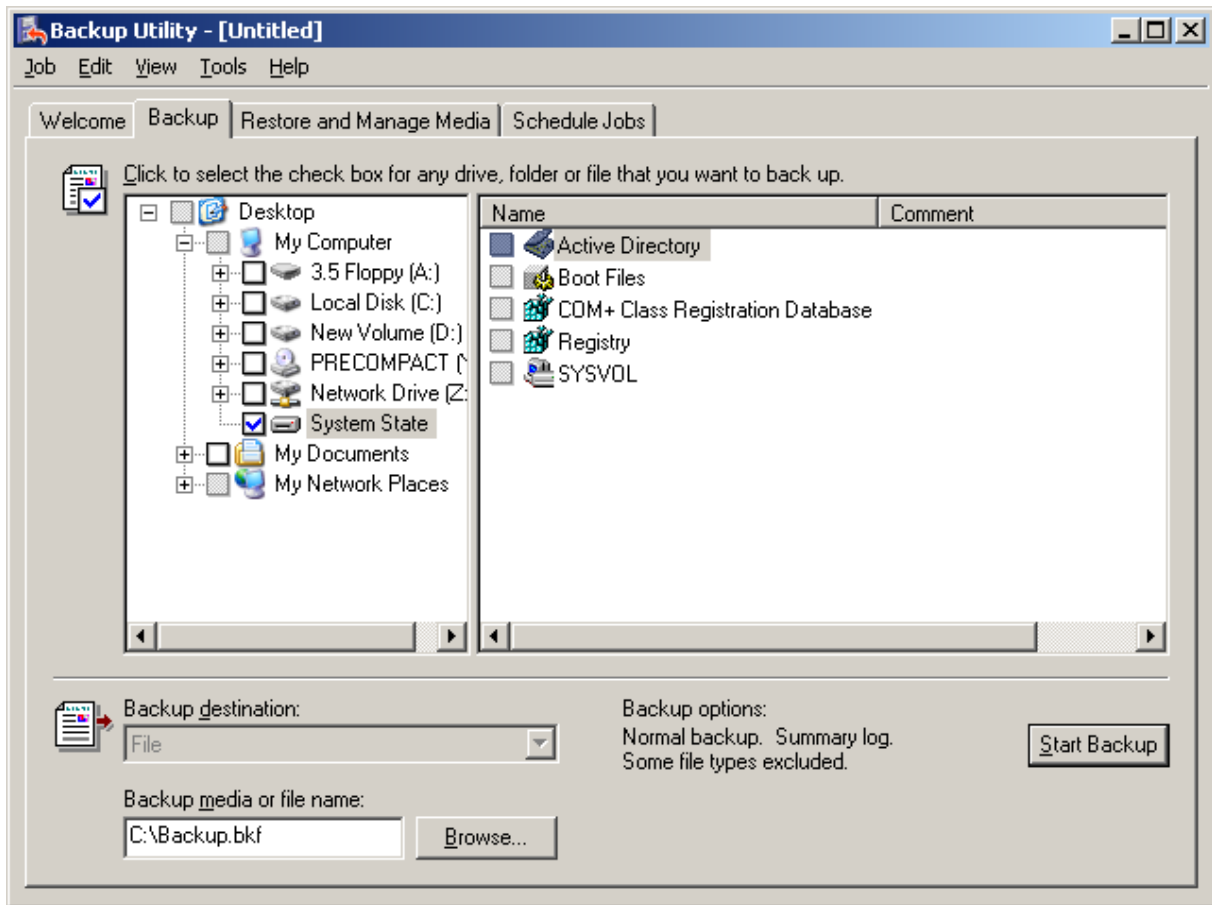 Backup Utility - [Untitled]
Job Edit View Tools Help
Welcome Backup Restore and Manage Media Schedule Jobs
Click to select the check box for any drive, folder or file that you want to back up.
Desktop
My Computer
3.5 Floppy (A:)
Local Disk (C:)
New Volume (D:)
PRECOMPACT (
Network Drive (Z:
System State
My Documents
My Network Places
Name Comment
Active Directory
Boot Files
COM+ Class Registration Database
Registry
SYSVOL
Backup destination:
File
Backup media or file name:
C:\Backup.bkf
Browse...
Backup options:
Normal backup. Summary log.
Some file types excluded.
Start Backup